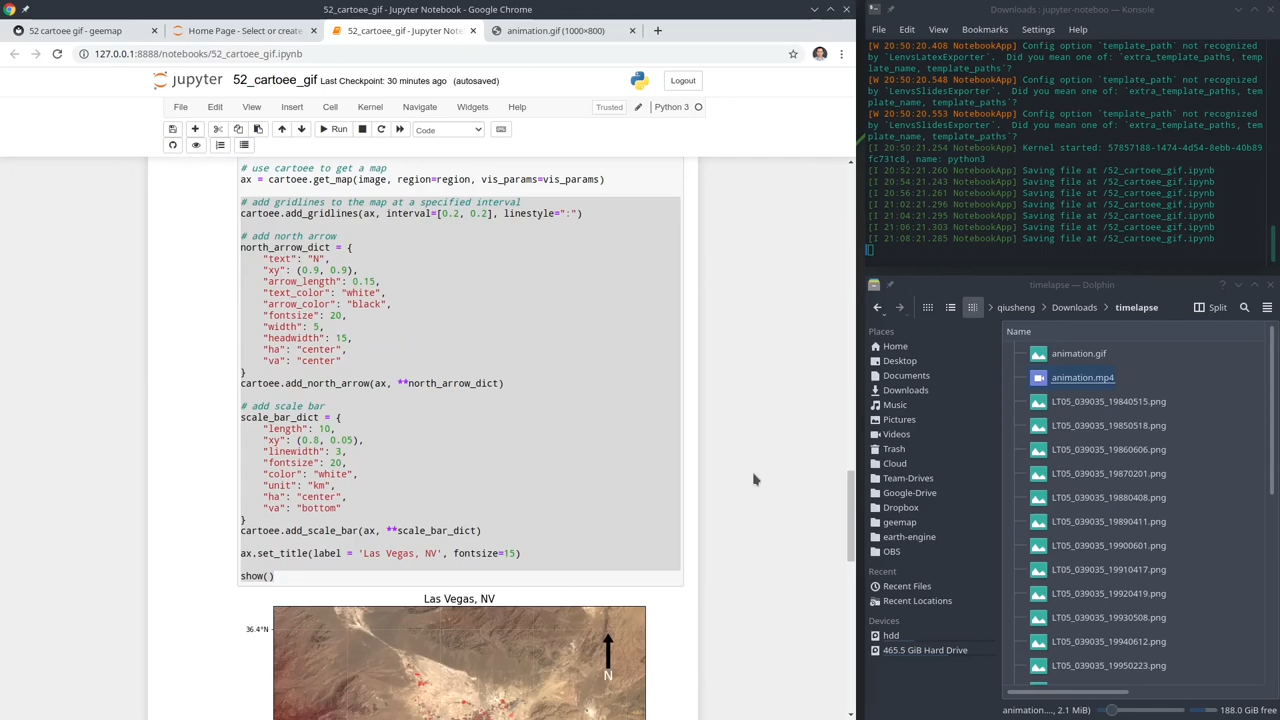 52_cartoee_gif - Jupyter Notebook - Google Chrome
52 cartoee gif - geemap
Home Page - Select or create
52_cartoee_gif - Jupyter Note
animation.gif (1000×800)
127.0.0.1:8888/notebooks/52_cartoee_gif.ipynb
jupyter
52_cartoee_gif
Last Checkpoint: 30 minutes ago
(autosaved)
Logout
File
Edit
View
Insert
Cell
Kernel
Navigate
Widgets
Help
Trusted
Python 3
Run
Code
# use cartoee to get a map
ax = cartoee.get_map(image, region=region, vis_params=vis_params)
# add gridlines to the map at a specified interval
cartoee.add_gridlines(ax, interval=[0.2, 0.2], linestyle=":")
# add north arrow
north_arrow_dict = {
"text": "N",
"xy": (0.9, 0.9),
"arrow_length": 0.15,
"text_color": "white",
"arrow_color": "black",
"fontsize": 20,
"width": 5,
"headwidth": 15,
"ha": "center",
"va": "center"
}
cartoee.add_north_arrow(ax, **north_arrow_dict)
# add scale bar
scale_bar_dict = {
"length": 10,
"xy": (0.8, 0.05),
"linewidth": 3,
"fontsize": 20,
"color": "white",
"unit": "km",
"ha": "center",
"va": "bottom"
}
cartoee.add_scale_bar(ax, **scale_bar_dict)
ax.set_title(label = 'Las Vegas, NV', fontsize=15)
show()
Las Vegas, NV
36.4°N
N
Downloads : jupyter-noteboo — Konsole
File
Edit
View
Bookmarks
Settings
Help
[W 20:50:20.408 NotebookApp] Config option `template_path` not recognized
by `LenvsLatexExporter`.  Did you mean one of: `extra_template_paths, temp
late_name, template_paths`?
[W 20:50:20.548 NotebookApp] Config option `template_path` not recognized
by `LenvsSlidesExporter`.  Did you mean one of: `extra_template_paths, tem
plate_name, template_paths`?
[W 20:50:20.553 NotebookApp] Config option `template_path` not recognized
by `LenvsSlidesExporter`.  Did you mean one of: `extra_template_paths, tem
plate_name, template_paths`?
[I 20:50:21.254 NotebookApp] Kernel started: 57857188-1474-4d54-8ebb-40b89
fc731c8, name: python3
[I 20:52:21.260 NotebookApp] Saving file at /52_cartoee_gif.ipynb
[I 20:54:21.243 NotebookApp] Saving file at /52_cartoee_gif.ipynb
[I 20:56:21.261 NotebookApp] Saving file at /52_cartoee_gif.ipynb
[I 21:02:21.296 NotebookApp] Saving file at /52_cartoee_gif.ipynb
[I 21:04:21.295 NotebookApp] Saving file at /52_cartoee_gif.ipynb
[I 21:06:21.303 NotebookApp] Saving file at /52_cartoee_gif.ipynb
[I 21:08:21.285 NotebookApp] Saving file at /52_cartoee_gif.ipynb
timelapse — Dolphin
qiusheng
Downloads
timelapse
Split
Places
Home
Desktop
Documents
Downloads
Music
Pictures
Videos
Trash
Cloud
Team-Drives
Google-Drive
Dropbox
geemap
earth-engine
OBS
Recent
Recent Files
Recent Locations
Devices
hdd
465.5 GiB Hard Drive
Name
animation.gif
animation.mp4
LT05_039035_19840515.png
LT05_039035_19850518.png
LT05_039035_19860606.png
LT05_039035_19870201.png
LT05_039035_19880408.png
LT05_039035_19890411.png
LT05_039035_19900601.png
LT05_039035_19910417.png
LT05_039035_19920419.png
LT05_039035_19930508.png
LT05_039035_19940612.png
LT05_039035_19950223.png
animation...., 2.1 MiB)
188.0 GiB free